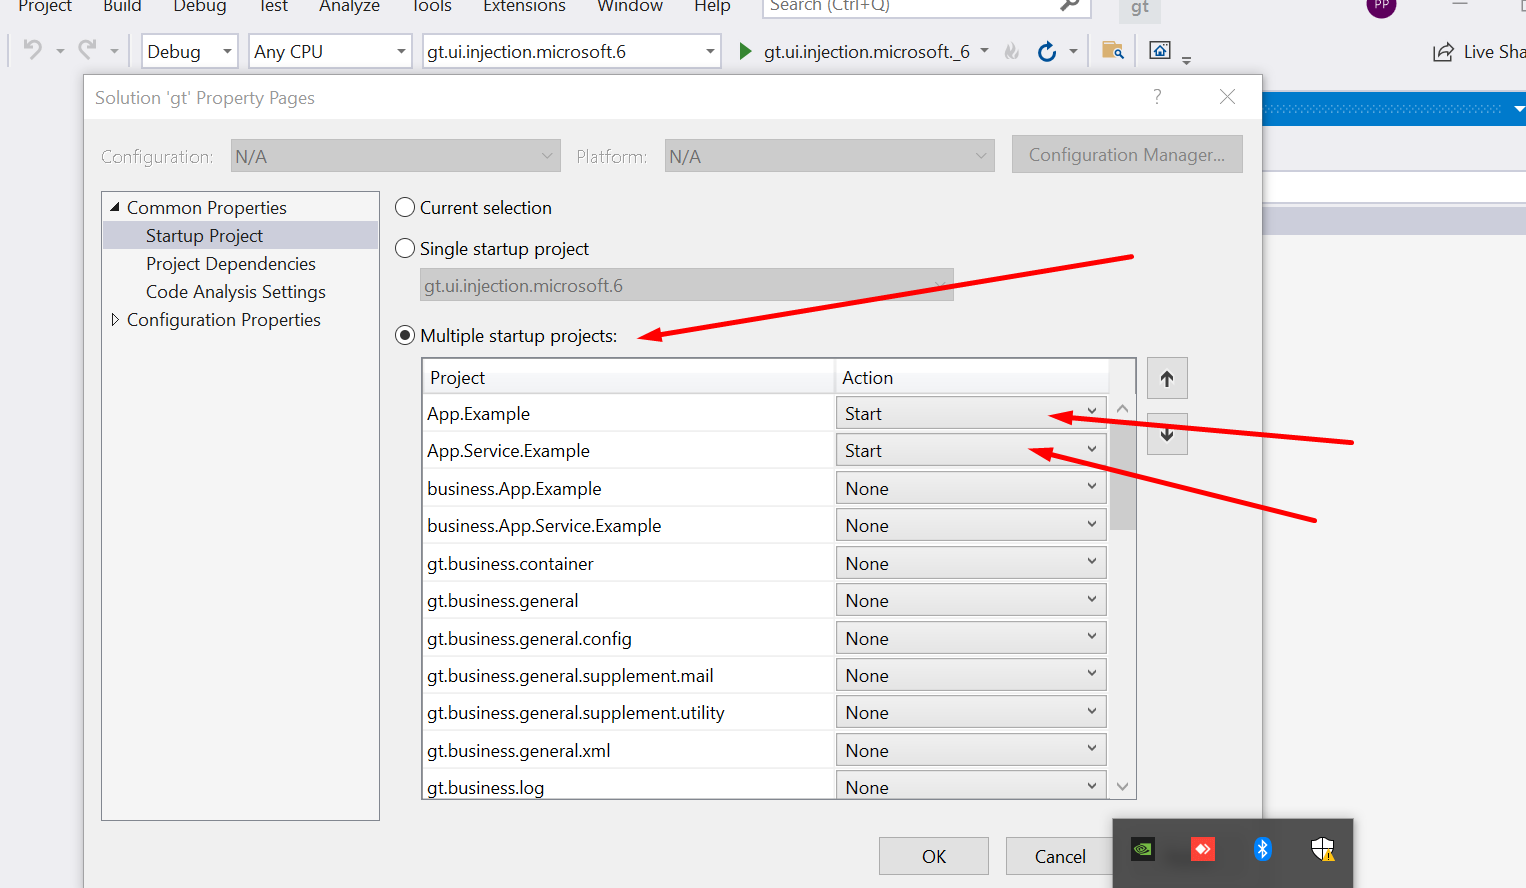 Project Build Debug Test Analyze Tools Extensions Window Help Search (Ctrl+Q) gt PP
Debug Any CPU gt.ui.injection.microsoft.6 gt.ui.injection.microsoft._6 Live Sha
Solution 'gt' Property Pages ?
Configuration: N/A Platform: N/A Configuration Manager...
Common Properties
Startup Project
Project Dependencies
Code Analysis Settings
Configuration Properties
Current selection
Single startup project
gt.ui.injection.microsoft.6
Multiple startup projects:
Project Action
App.Example Start
App.Service.Example Start
business.App.Example None
business.App.Service.Example None
gt.business.container None
gt.business.general None
gt.business.general.config None
gt.business.general.supplement.mail None
gt.business.general.supplement.utility None
gt.business.general.xml None
gt.business.log None
OK Cancel